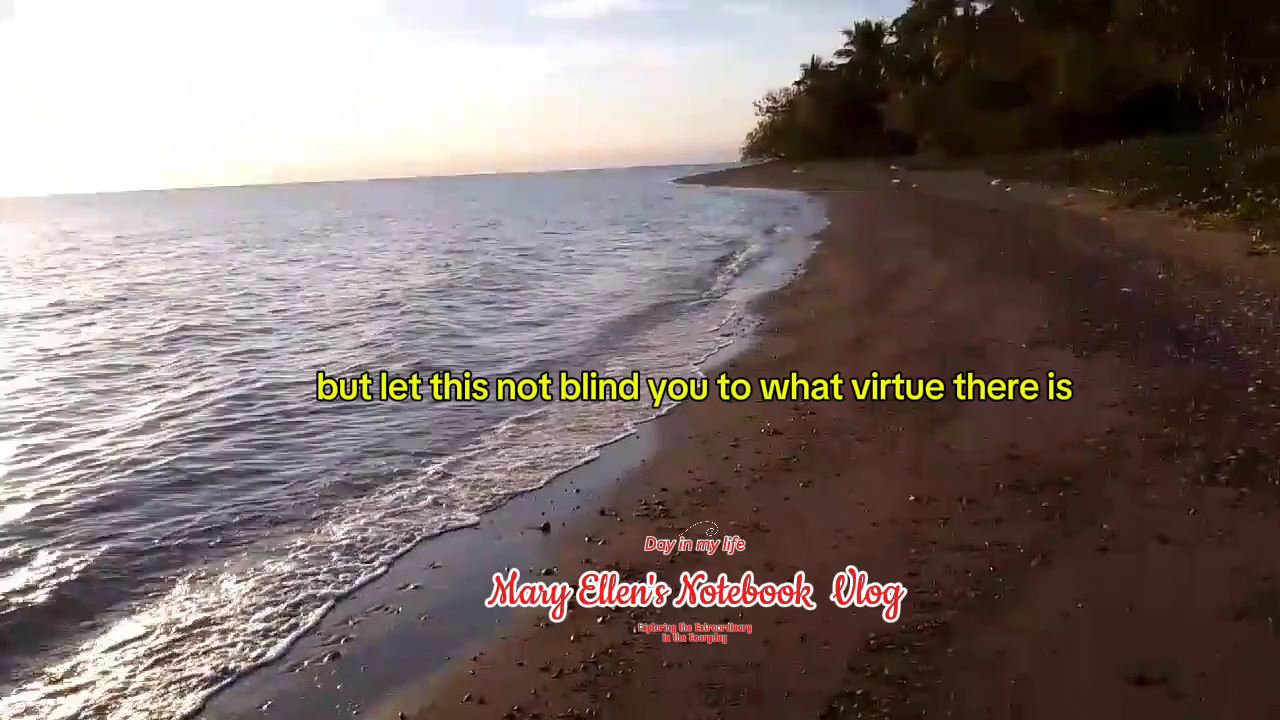 but let this not blind you to what virtue there is
Day in my life
Mary Ellen's Notebook Vlog
Exploring the Extraordinary
in the Everyday